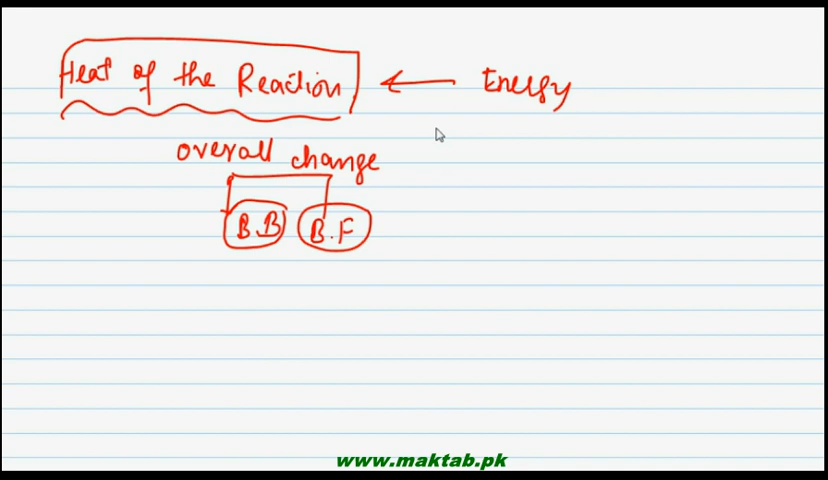 Heat of the Reaction ← Energy
overall change
B.B B.F
www.maktab.pk